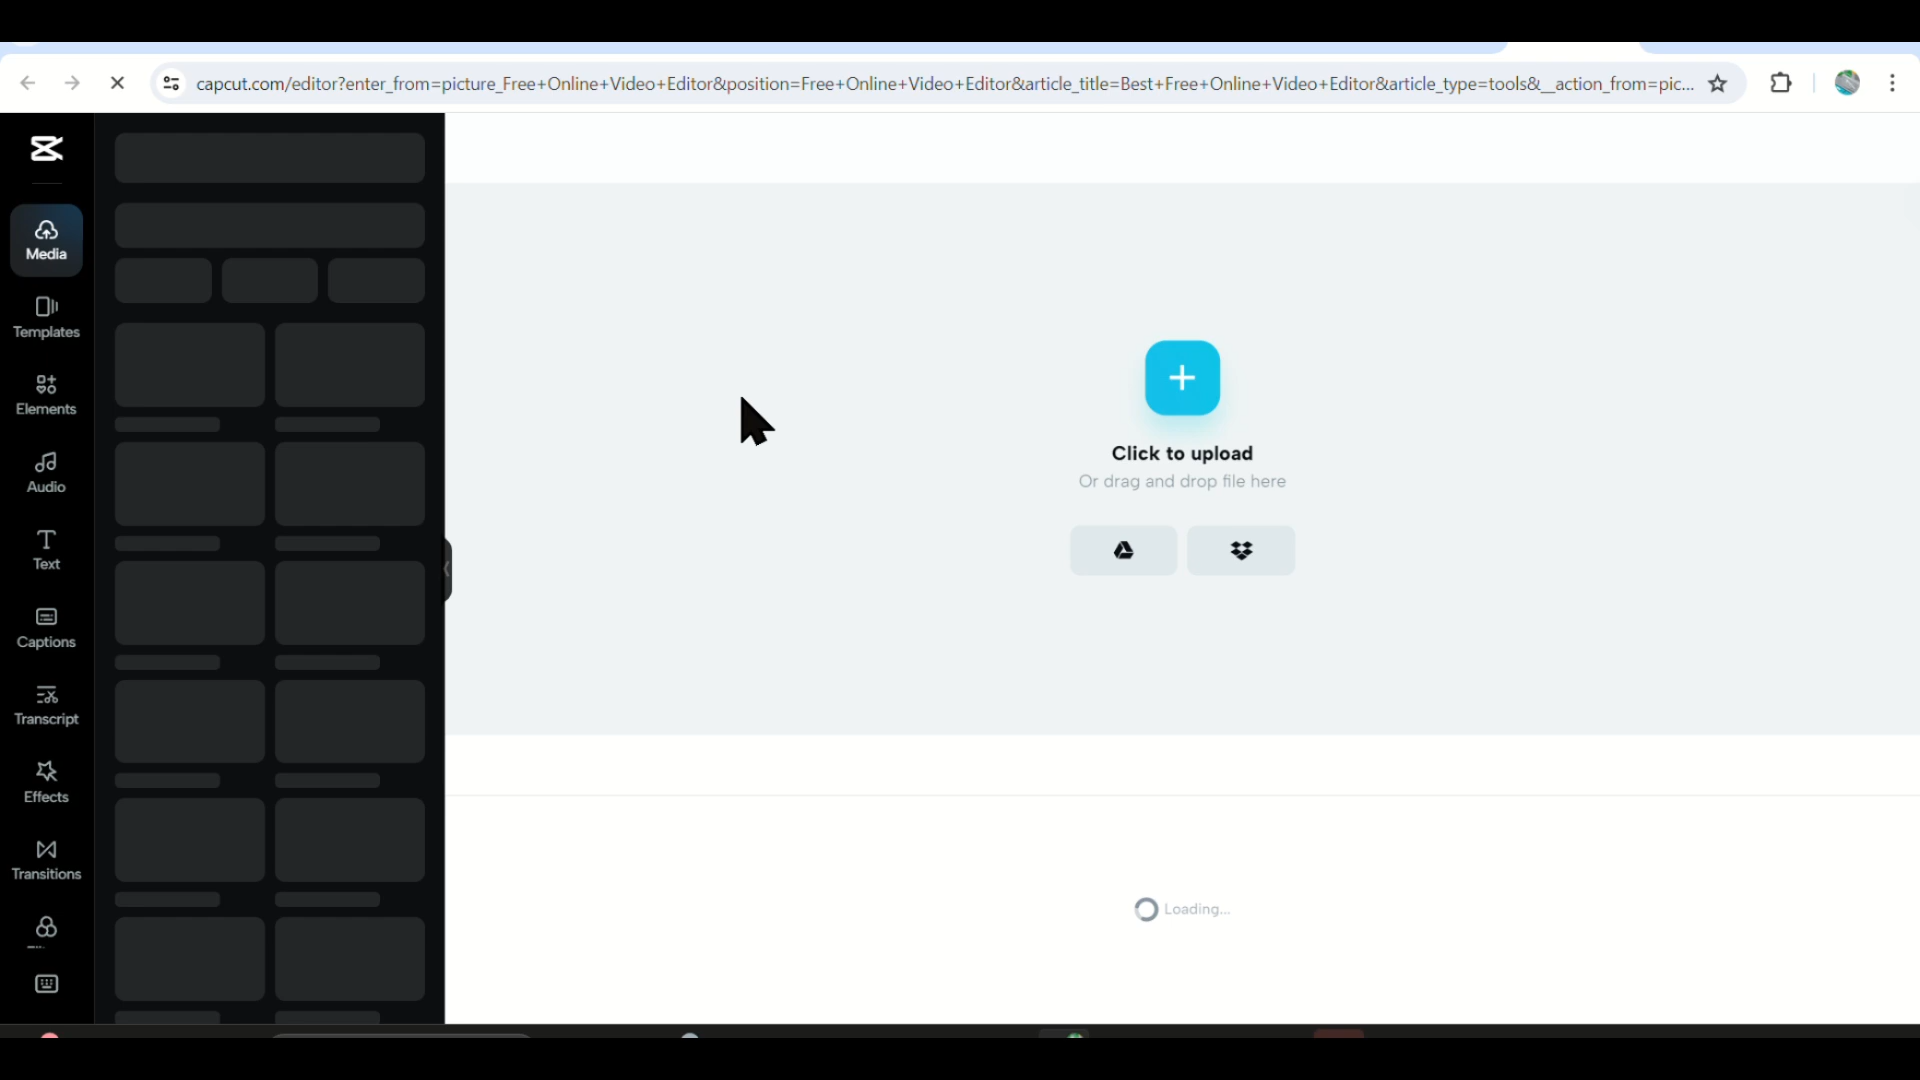 capcut.com/editor?enter_from=picture_Free+Online+Video+Editor&position=Free+Online+Video+Editor&article_title=Best+Free+Online+Video+Editor&article_type=tools&__action_from=pic...
Media
Templates
Elements
Audio
Text
Captions
Transcript
Effects
Transitions
Click to upload
Or drag and drop file here
Loading...